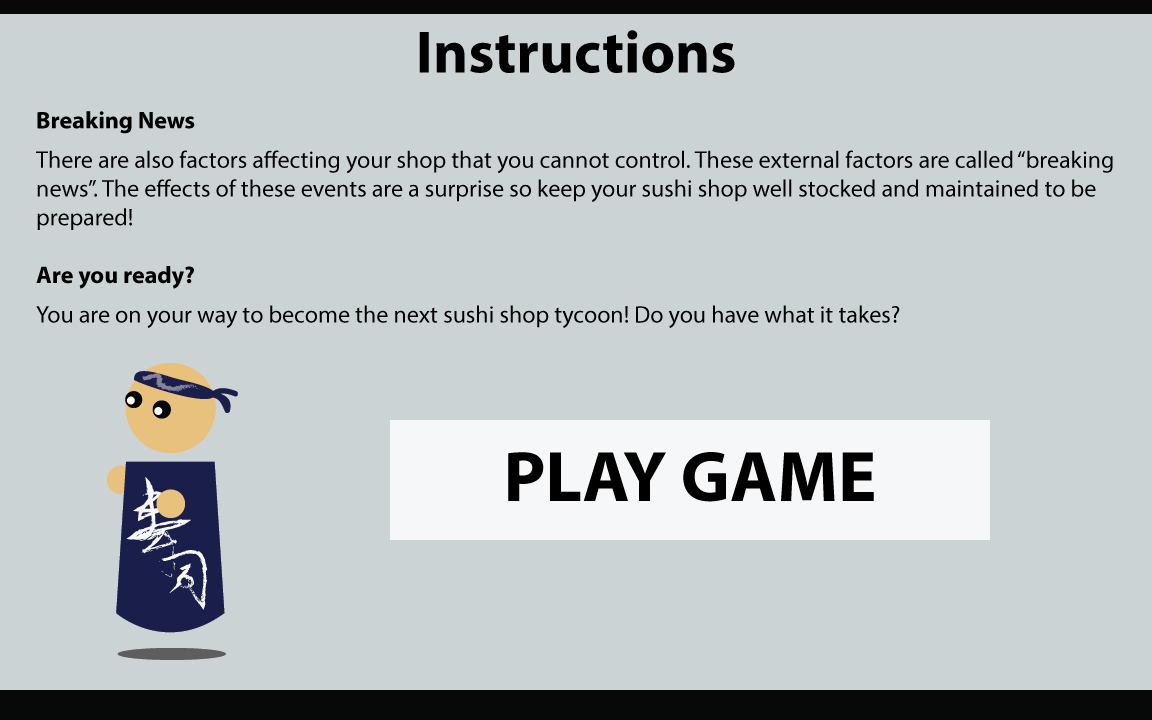 Instructions
Breaking News
There are also factors affecting your shop that you cannot control. These external factors are called “breaking
news”. The effects of these events are a surprise so keep your sushi shop well stocked and maintained to be
prepared!
Are you ready?
You are on your way to become the next sushi shop tycoon! Do you have what it takes?
PLAY GAME
寿
司